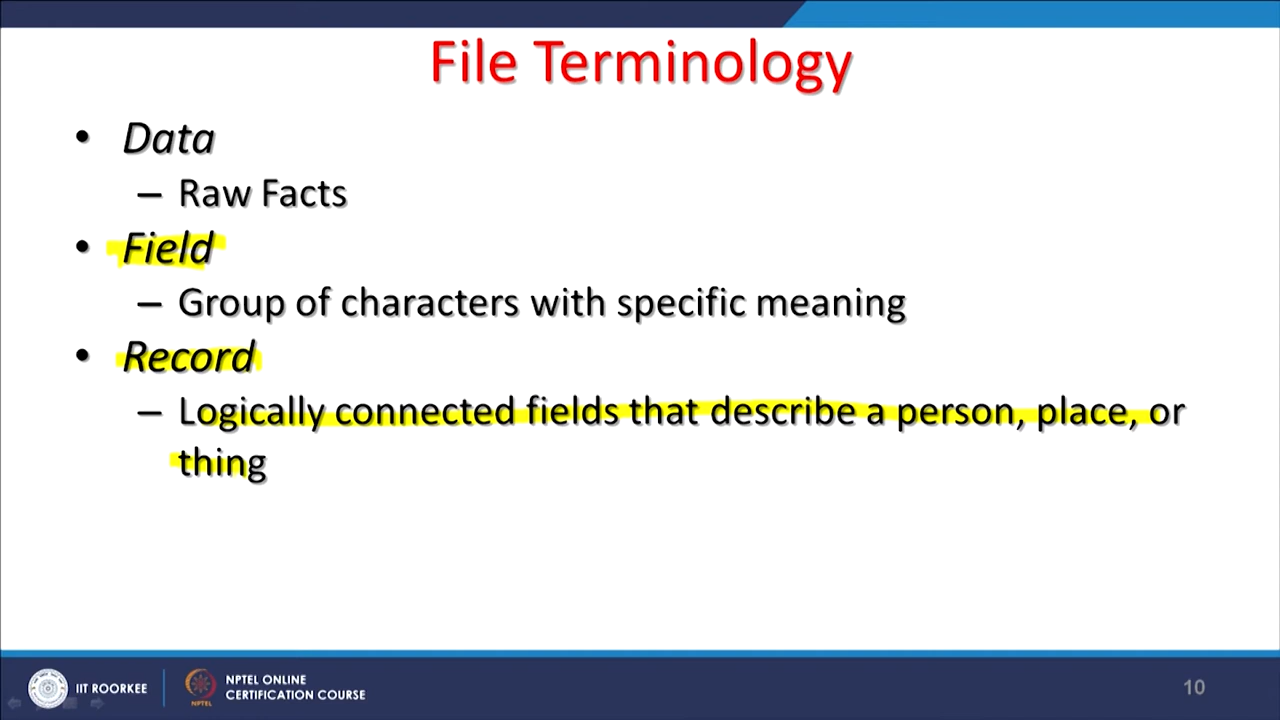 File Terminology
• Data
– Raw Facts
• Field
– Group of characters with specific meaning
• Record
– Logically connected fields that describe a person, place, or
thing
IIT ROORKEE
NPTEL
NPTEL ONLINE
CERTIFICATION COURSE
10